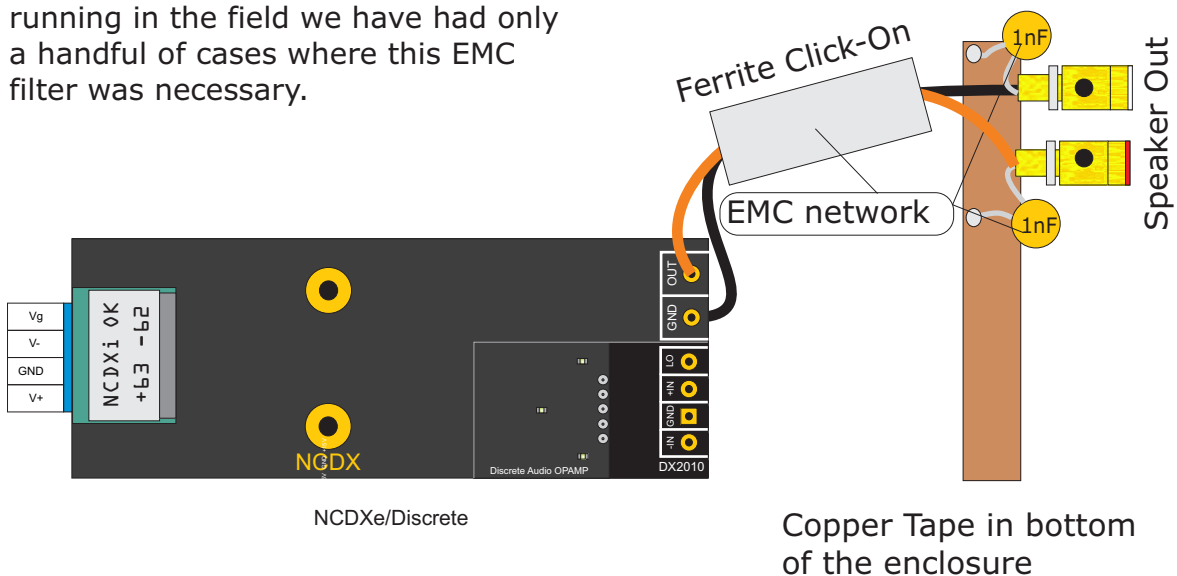 running in the field we have had only
a handful of cases where this EMC
filter was necessary.
Ferrite Click-On
1nF
Speaker Out
EMC network
1nF
Vg
V-
GND
V+
NCDXi OK
+63 -62
NCDX
OUT
GND
LO
+IN
GND
-IN
Discrete Audio OPAMP
DX2010
NCDXe/Discrete
Copper Tape in bottom
of the enclosure